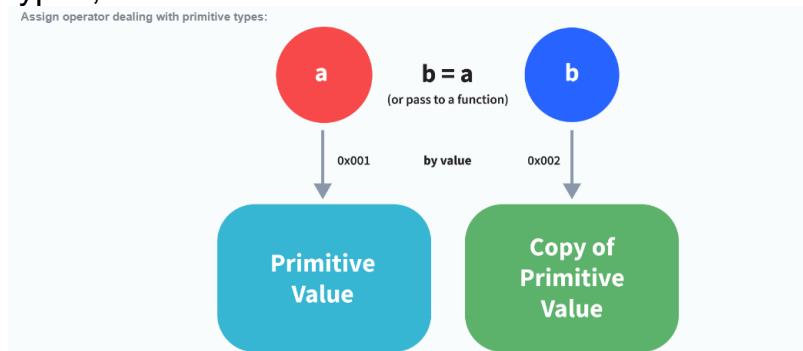 Assign operator dealing with primitive types:
a
b = a
b
(or pass to a function)
0x001
by value
0x002
Primitive
Value
Copy of
Primitive
Value